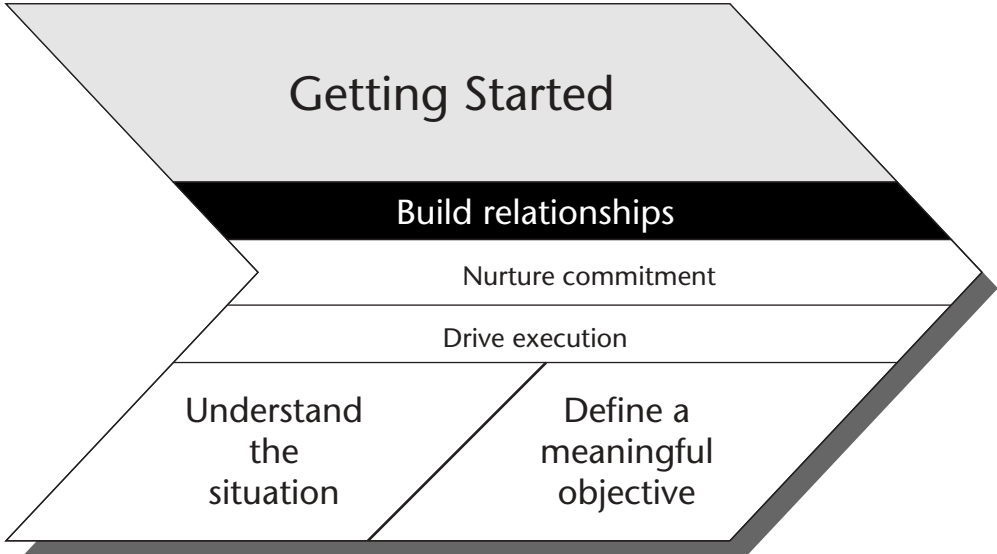 Getting Started
Build relationships
Nurture commitment
Drive execution
Understand
the
situation
Define a
meaningful
objective